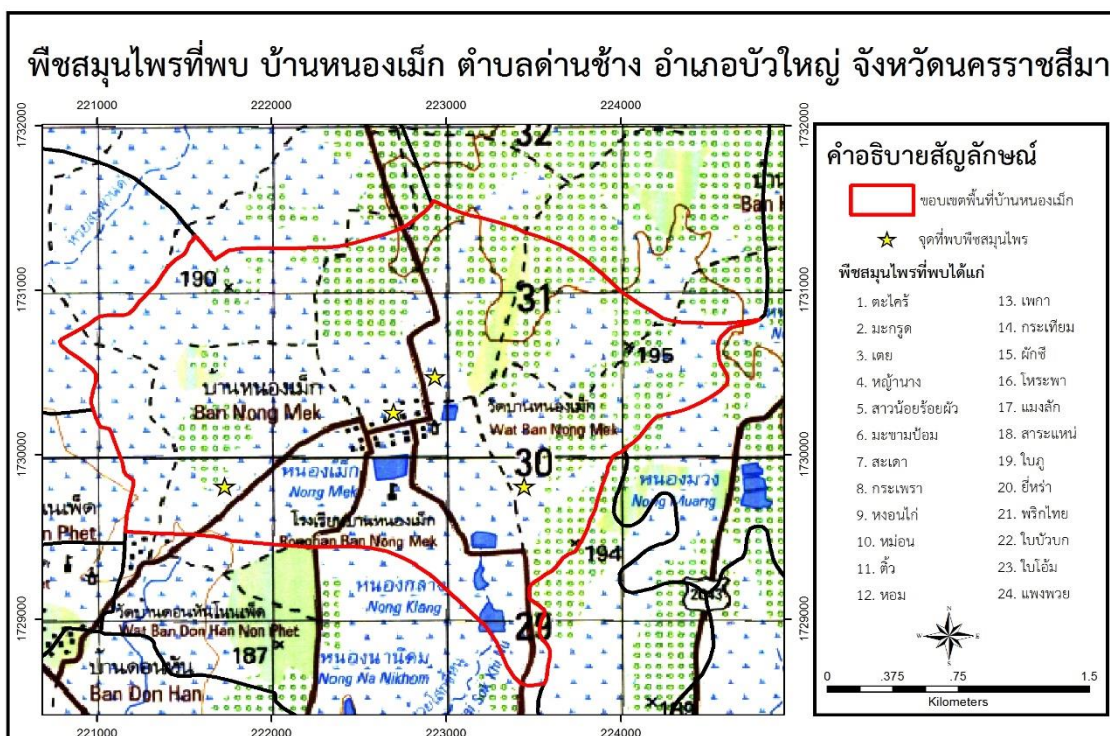 พืชสมุนไพรที่พบ บ้านหนองเม็ก ตำบลด่านช้าง อำเภอบัวใหญ่ จังหวัดนครราชสีมา
221000 222000 223000 224000
1732000 1732000
32
Ban
190
1731000 31 1731000
195
บานหนองเม็ก
Ban Nong Mek
วัดบานหนองเม็ก
Wat Ban Nong Mek
1730000 30 1730000
หนองเม็ก
Nong Mek
หนองมวง
Nong Muang
โรงเรียนบานหนองเม็ก
Rongrian Ban Nong Mek
Phet
194
หนองกลาง
Nong Klang
2043
1729000 29 1729000
วัดบานดอนหันโนนเพ็ด
Wat Ban Don Han Non Phet
187
หนองนานิคม
Nong Na Nikhom
บ้านดอนหัน
Ban Don Han
189
221000 222000 223000 224000
คำอธิบายสัญลักษณ์
ขอบเขตพื้นที่บ้านหนองเม็ก
จุดที่พบพืชสมุนไพร
พืชสมุนไพรที่พบได้แก่
1. ตะไคร้
2. มะกรูด
3. เตย
4. หญ้านาง
5. สาวน้อยร้อยผัว
6. มะขามป้อม
7. สะเดา
8. กระเพรา
9. หงอนไก่
10. หม่อน
11. ติ้ว
12. หอม
13. เพกา
14. กระเทียม
15. ผักชี
16. โหระพา
17. แมงลัก
18. สาระแหน่
19. ใบภู
20. ยี่หร่า
21. พริกไทย
22. ใบบัวบก
23. ใบโอ้ม
24. แพงพวย
N
W E
S
0 .375 .75 1.5
Kilometers